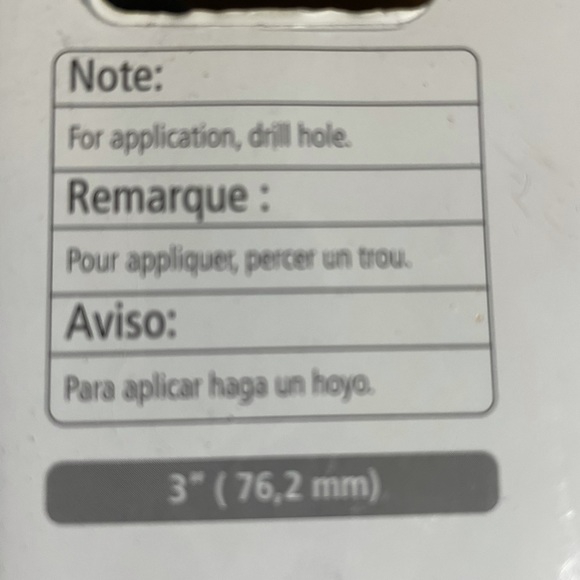 Note:
For application, drill hole.
Remarque :
Pour appliquer, percer un trou.
Aviso:
Para aplicar haga un hoyo.
3" ( 76,2 mm)